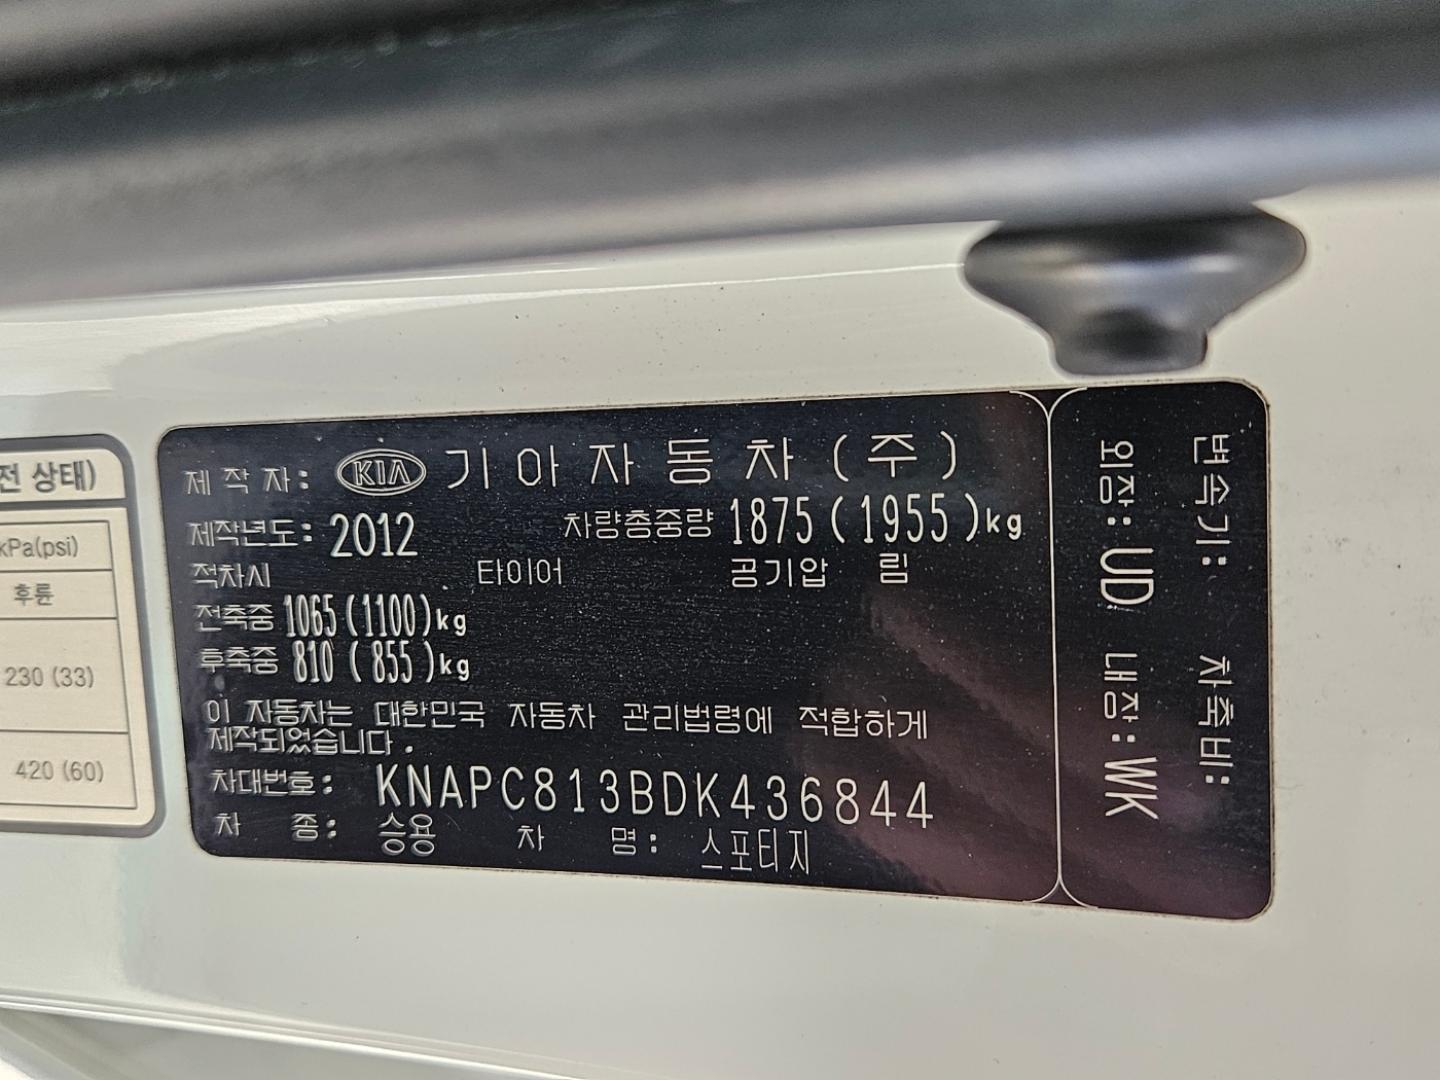 전 상태)
kPa(psi)
후륜
230 (33)
420 (60)
제 작 자: KIA 기아자동차(주)
제작년도: 2012 차량총중량 1875(1955)kg
적차시 타이어 공기압 림
전축중 1065(1100)kg
후축중 810 (855)kg
이 자동차는 대한민국 자동차 관리법령에 적합하게
제작되었습니다.
차대번호: KNAPC813BDK436844
차 종: 승용 차 명: 스포티지
변속기: 차축비:
외장: UD 내장: WK